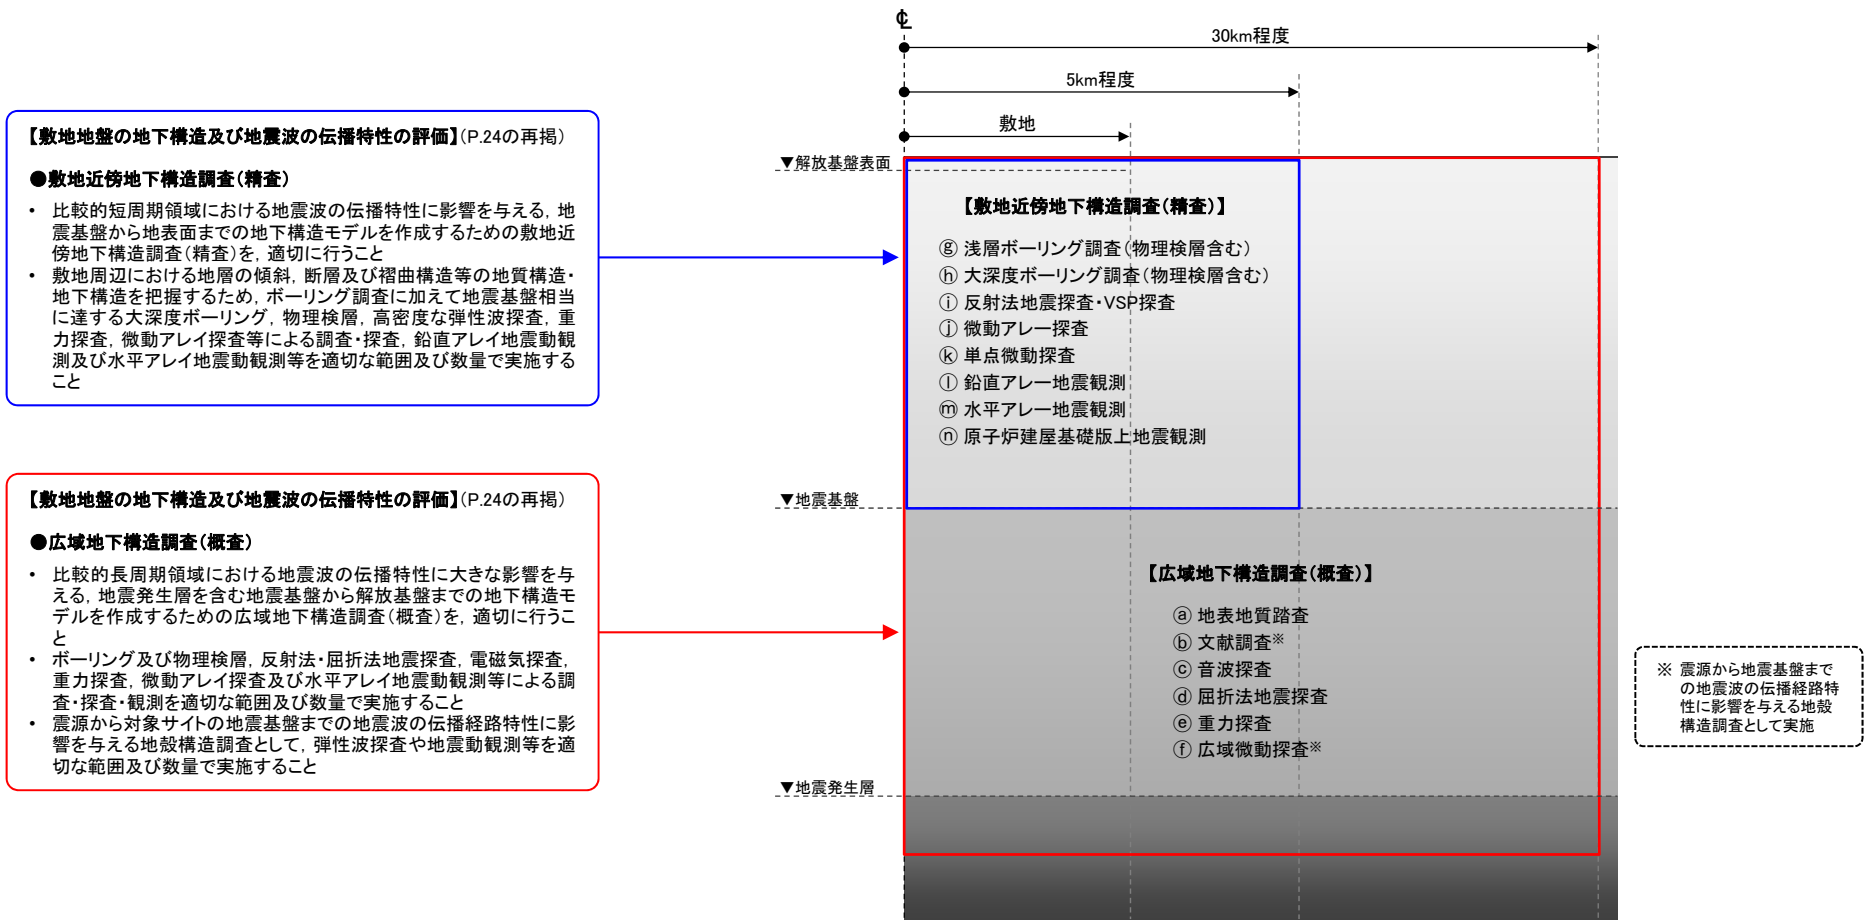 ℄
30km程度
5km程度
敷地
【敷地地盤の地下構造及び地震波の伝播特性の評価】(P.24の再掲)
●敷地近傍地下構造調査(精査)
・ 比較的短周期領域における地震波の伝播特性に影響を与える, 地
震基盤から地表面までの地下構造モデルを作成するための敷地近
傍地下構造調査(精査)を, 適切に行うこと
・ 敷地周辺における地層の傾斜, 断層及び褶曲構造等の地質構造・
地下構造を把握するため, ボーリング調査に加えて地震基盤相当
に達する大深度ボーリング, 物理検層, 高密度な弾性波探査, 重
力探査, 微動アレイ探査等による調査・探査, 鉛直アレイ地震動観
測及び水平アレイ地震動観測等を適切な範囲及び数量で実施する
こと
【敷地地盤の地下構造及び地震波の伝播特性の評価】(P.24の再掲)
●広域地下構造調査(概査)
・ 比較的長周期領域における地震波の伝播特性に大きな影響を与
える, 地震発生層を含む地震基盤から解放基盤までの地下構造モ
デルを作成するための広域地下構造調査(概査)を, 適切に行うこ
と
・ ボーリング及び物理検層, 反射法・屈折法地震探査, 電磁気探査,
重力探査, 微動アレイ探査及び水平アレイ地震動観測等による調
査・探査・観測を適切な範囲及び数量で実施すること
・ 震源から対象サイトの地震基盤までの地震波の伝播経路特性に影
響を与える地殻構造調査として, 弾性波探査や地震動観測等を適
切な範囲及び数量で実施すること
▼解放基盤表面
【敷地近傍地下構造調査(精査)】
ⓖ 浅層ボーリング調査(物理検層含む)
ⓗ 大深度ボーリング調査(物理検層含む)
ⓘ 反射法地震探査・VSP探査
ⓙ 微動アレー探査
ⓚ 単点微動探査
ⓛ 鉛直アレー地震観測
ⓜ 水平アレー地震観測
ⓝ 原子炉建屋基礎版上地震観測
▼地震基盤
【広域地下構造調査(概査)】
ⓐ 地表地質踏査
ⓑ 文献調査※
ⓒ 音波探査
ⓓ 屈折法地震探査
ⓔ 重力探査
ⓕ 広域微動探査※
▼地震発生層
※ 震源から地震基盤まで
の地震波の伝播経路特
性に影響を与える地殻
構造調査として実施